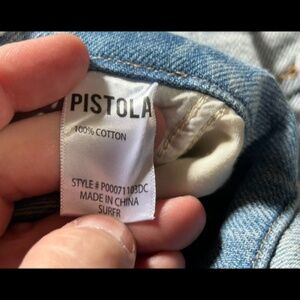 PISTOLA
100% COTTON
STYLE # P00071103DC
MADE IN CHINA
SURFR